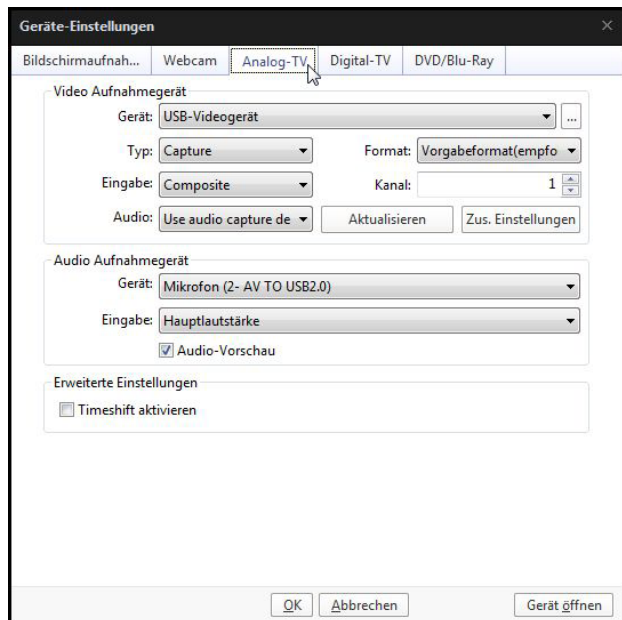 Geräte-Einstellungen
Bildschirmaufnah... Webcam Analog-TV Digital-TV DVD/Blu-Ray
Video Aufnahmegerät
Gerät: USB-Videogerät ...
Typ: Capture Format: Vorgabeformat(empfo
Eingabe: Composite Kanal: 1
Audio: Use audio capture de Aktualisieren Zus. Einstellungen
Audio Aufnahmegerät
Gerät: Mikrofon (2- AV TO USB2.0)
Eingabe: Hauptlautstärke
Audio-Vorschau
Erweiterte Einstellungen
Timeshift aktivieren
OK Abbrechen Gerät öffnen